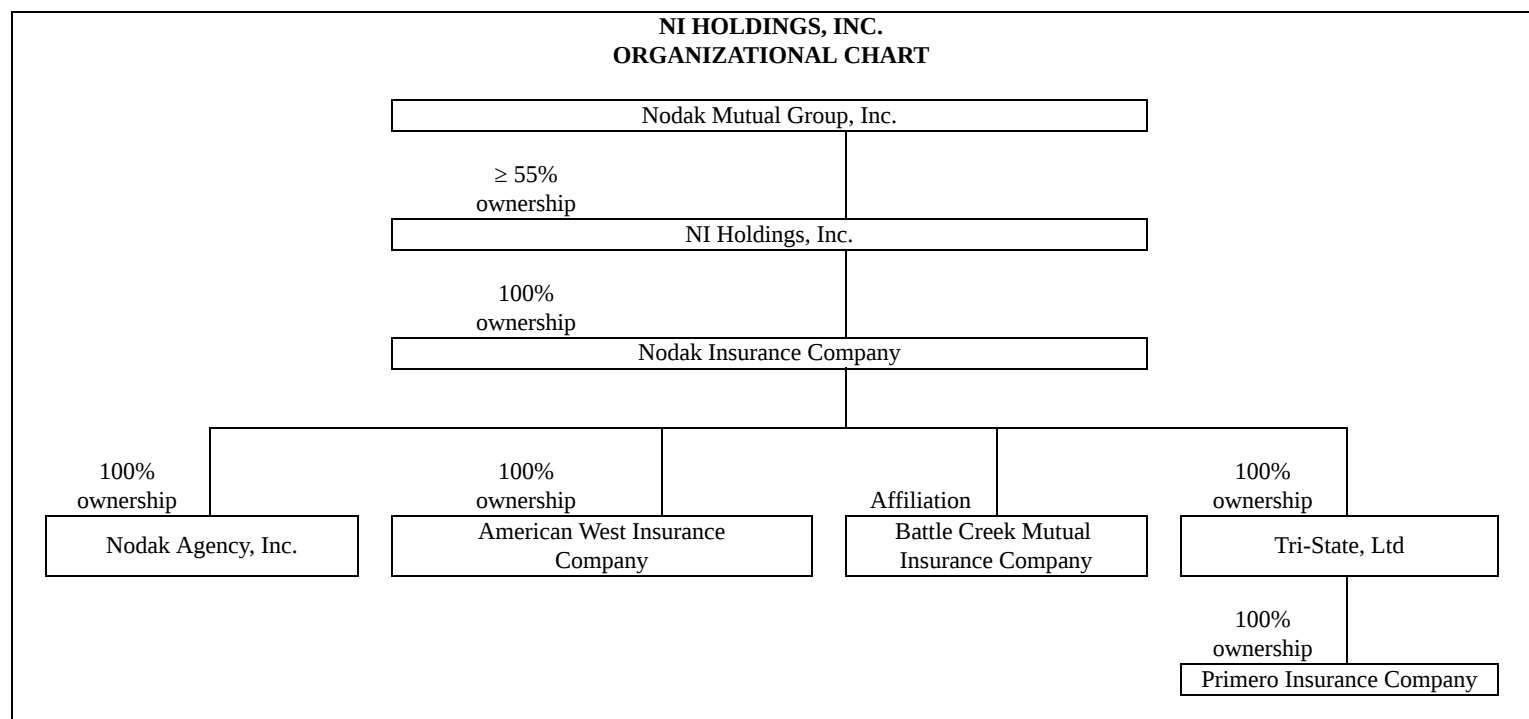 NI HOLDINGS, INC.
ORGANIZATIONAL CHART
Nodak Mutual Group, Inc.
≥ 55%
ownership
NI Holdings, Inc.
100%
ownership
Nodak Insurance Company
100%
ownership
Nodak Agency, Inc.
100%
ownership
American West Insurance
Company
Affiliation
Battle Creek Mutual
Insurance Company
100%
ownership
Tri-State, Ltd
100%
ownership
Primero Insurance Company